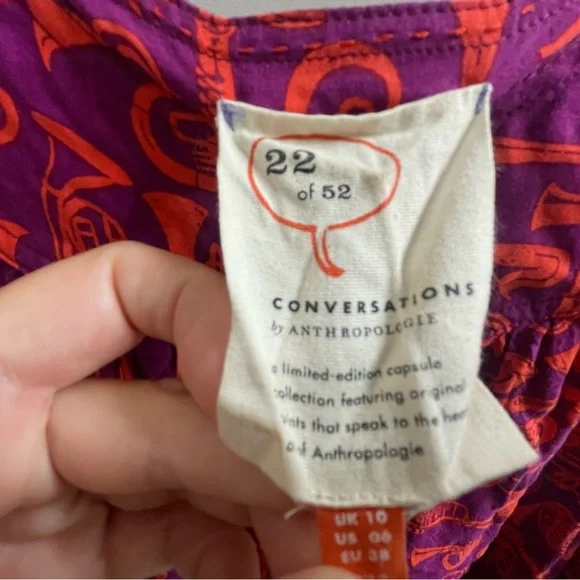 22
of 52
CONVERSATIONS
by ANTHROPOLOGIE
a limited-edition capsule
collection featuring original
prints that speak to the heart
of Anthropologie
UK 10
US 06
EU 38